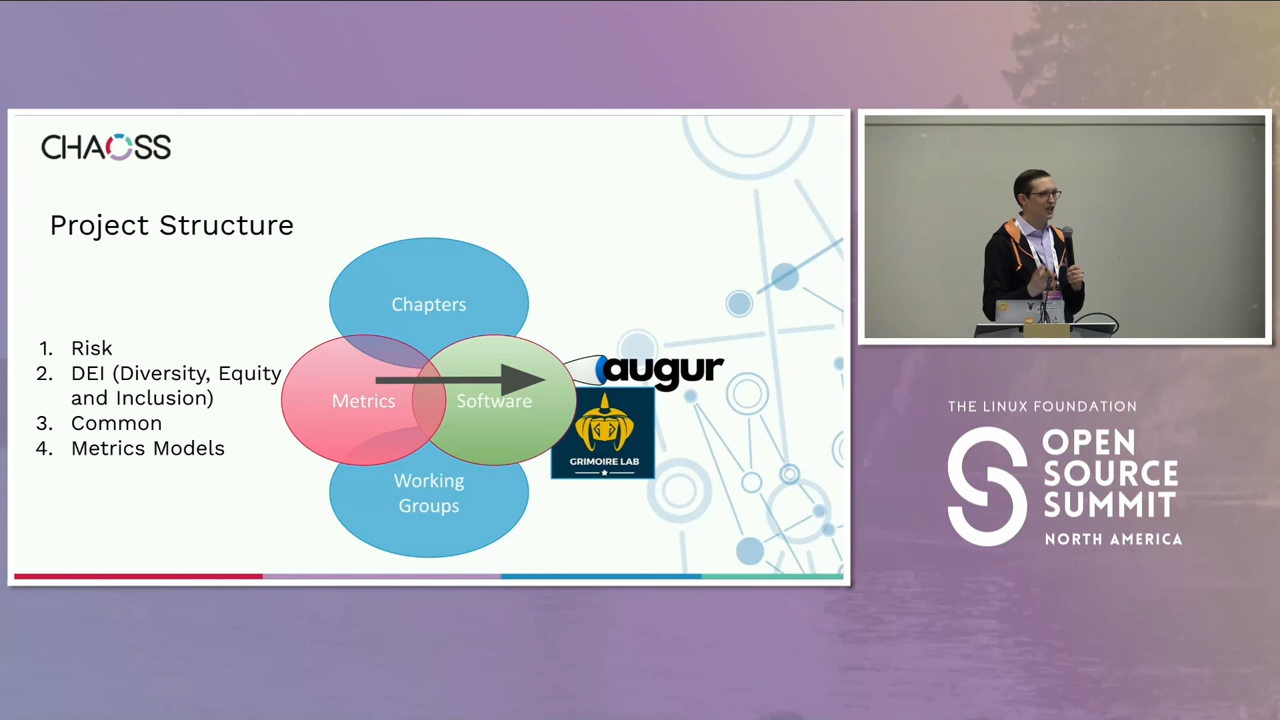 CHAOSS
Project Structure
Chapters
1. Risk
2. DEI (Diversity, Equity
and Inclusion)
3. Common
4. Metrics Models
Metrics
Software
augur
GRIMOIRE LAB
Working
Groups
THE LINUX FOUNDATION
OPEN
SOURCE
SUMMIT
NORTH AMERICA